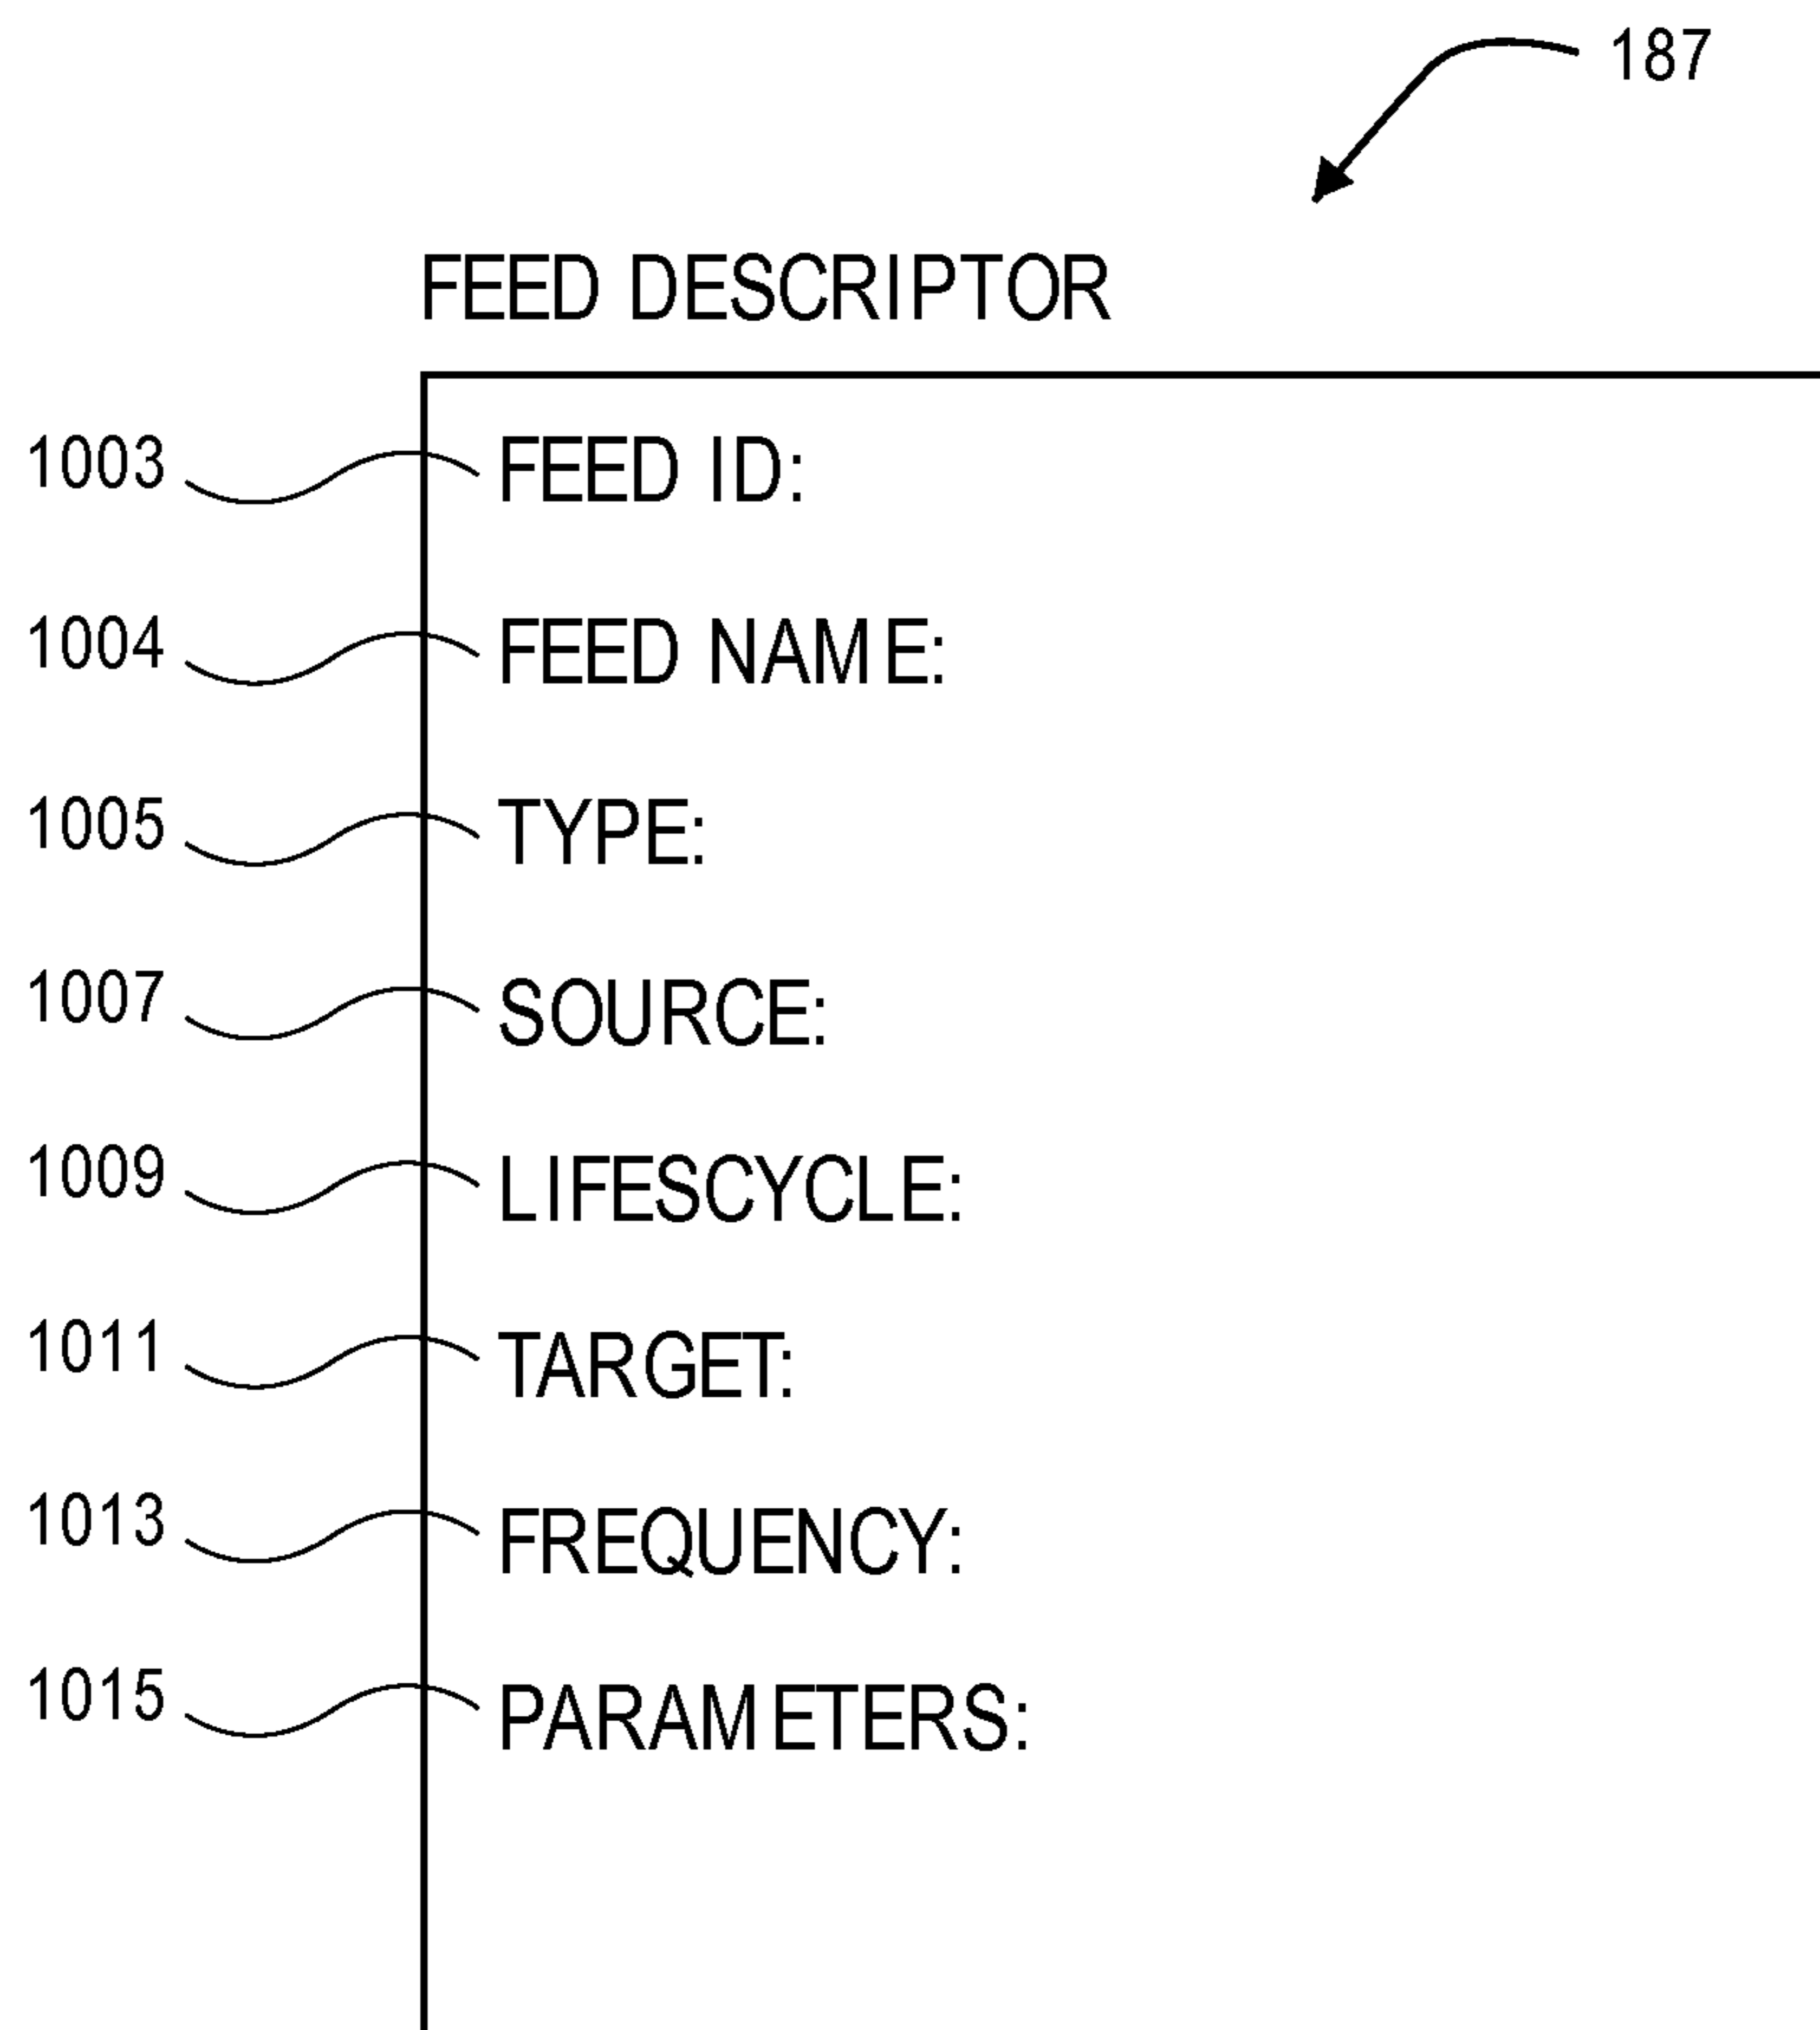 187
FEED DESCRIPTOR
1003 FEED ID:
1004 FEED NAME:
1005 TYPE:
1007 SOURCE:
1009 LIFESCYCLE:
1011 TARGET:
1013 FREQUENCY:
1015 PARAMETERS: